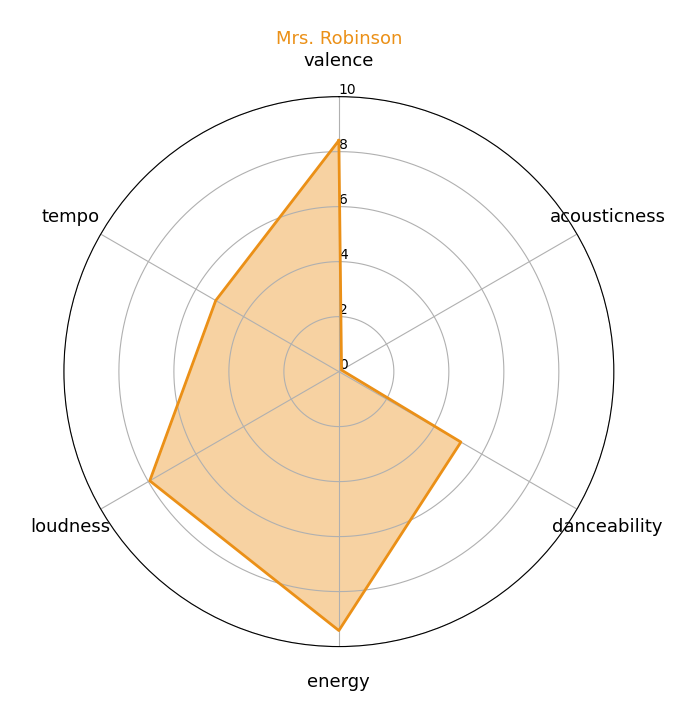 Mrs. Robinson
valence
10
8
tempo
acousticness
6
4
2
0
loudness
danceability
energy